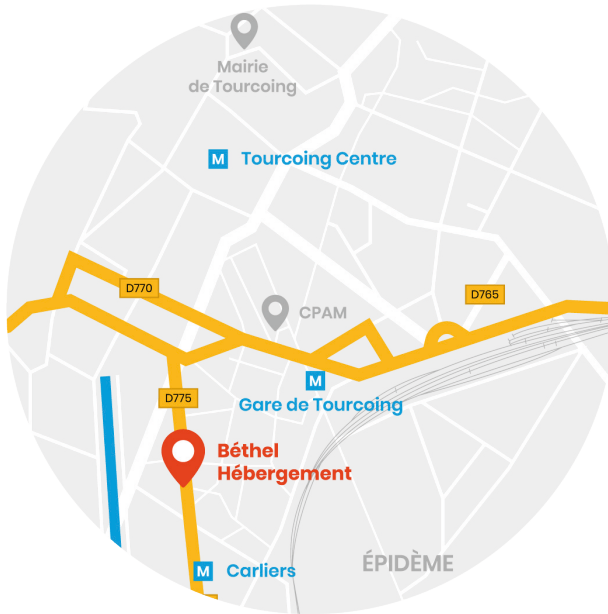 Mairie
de Tourcoing
M Tourcoing Centre
D770
D765
CPAM
M
Gare de Tourcoing
D775
Béthel
Hébergement
ÉPIDÈME
M Carliers